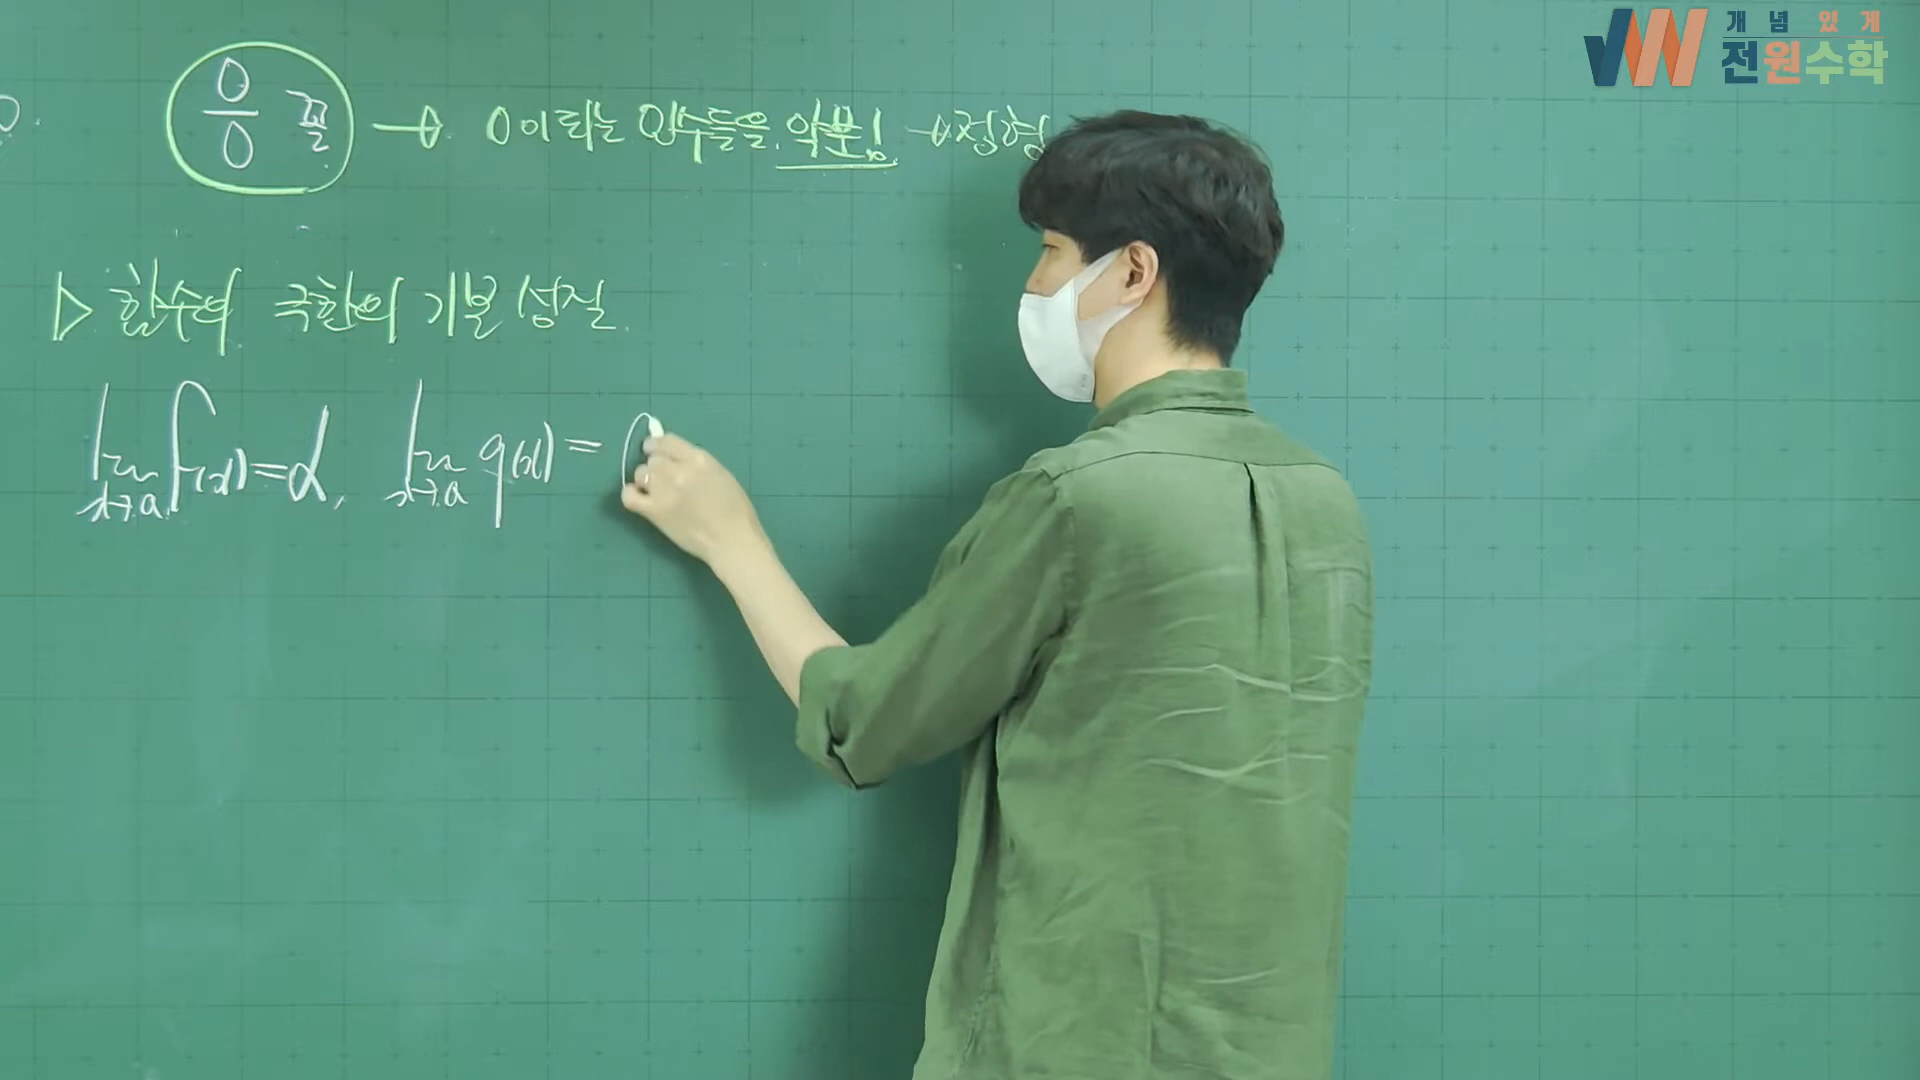 개념있게
전원수학
0/0 꼴 → 0이 되는 인수들을 약분! → 정형
▷ 함수의 극한의 기본 성질
lim x→a f(x)=α, lim x→a g(x)=